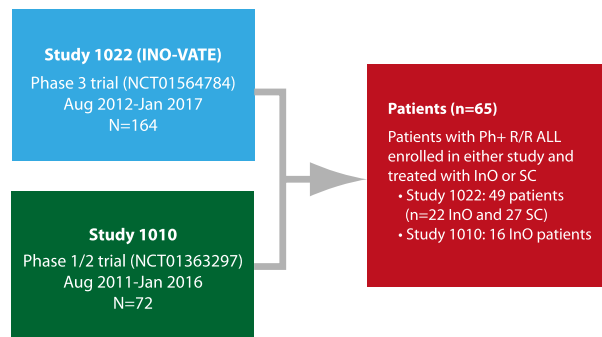 Study 1022 (INO-VATE)
Phase 3 trial (NCT01564784)
Aug 2012-Jan 2017
N=164
Study 1010
Phase 1/2 trial (NCT01363297)
Aug 2011-Jan 2016
N=72
Patients (n=65)
Patients with Ph+ R/R ALL
enrolled in either study and
treated with InO or SC
• Study 1022: 49 patients
(n=22 InO and 27 SC)
• Study 1010: 16 InO patients